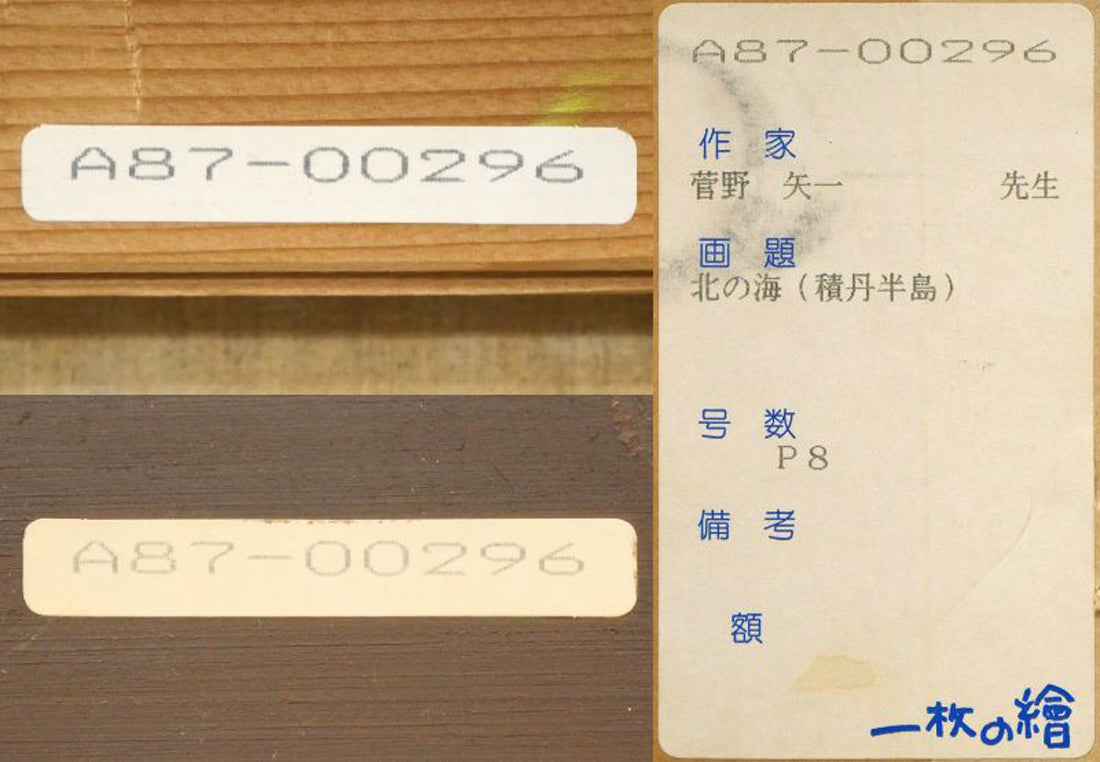 A87-00296
A87-00296
A87-00296
作家
菅野 矢一 先生
画題
北の海(積丹半島)
号数
P8
備考
額
一枚の繪